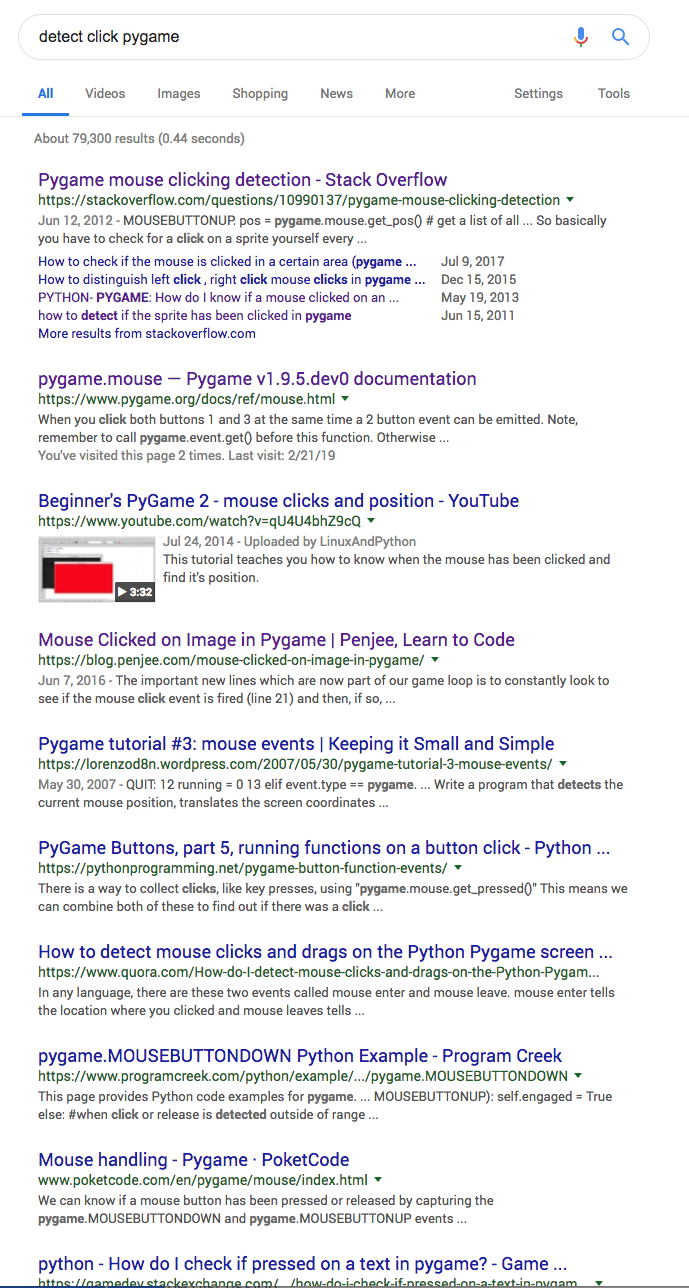 detect click pygame
All Videos Images Shopping News More Settings Tools
About 79,300 results (0.44 seconds)
Pygame mouse clicking detection - Stack Overflow
https://stackoverflow.com/questions/10990137/pygame-mouse-clicking-detection
Jun 12, 2012 - MOUSEBUTTONUP. pos = pygame.mouse.get_pos() # get a list of all ... So basically
you have to check for a click on a sprite yourself every ...
How to check if the mouse is clicked in a certain area (pygame ... Jul 9, 2017
How to distinguish left click , right click mouse clicks in pygame ... Dec 15, 2015
PYTHON- PYGAME: How do I know if a mouse clicked on an ... May 19, 2013
how to detect if the sprite has been clicked in pygame Jun 15, 2011
More results from stackoverflow.com
pygame.mouse — Pygame v1.9.5.dev0 documentation
https://www.pygame.org/docs/ref/mouse.html
When you click both buttons 1 and 3 at the same time a 2 button event can be emitted. Note,
remember to call pygame.event.get() before this function. Otherwise ...
You've visited this page 2 times. Last visit: 2/21/19
Beginner's PyGame 2 - mouse clicks and position - YouTube
https://www.youtube.com/watch?v=qU4U4bhZ9cQ
Jul 24, 2014 - Uploaded by LinuxAndPython
This tutorial teaches you how to know when the mouse has been clicked and
find it's position.
3:32
Mouse Clicked on Image in Pygame | Penjee, Learn to Code
https://blog.penjee.com/mouse-clicked-on-image-in-pygame/
Jun 7, 2016 - The important new lines which are now part of our game loop is to constantly look to
see if the mouse click event is fired (line 21) and then, if so, ...
Pygame tutorial #3: mouse events | Keeping it Small and Simple
https://lorenzod8n.wordpress.com/2007/05/30/pygame-tutorial-3-mouse-events/
May 30, 2007 - QUIT: 12 running = 0 13 elif event.type == pygame. ... Write a program that detects the
current mouse position, translates the screen coordinates ...
PyGame Buttons, part 5, running functions on a button click - Python ...
https://pythonprogramming.net/pygame-button-function-events/
There is a way to collect clicks, like key presses, using "pygame.mouse.get_pressed()" This means we
can combine both of these to find out if there was a click ...
How to detect mouse clicks and drags on the Python Pygame screen ...
https://www.quora.com/How-do-I-detect-mouse-clicks-and-drags-on-the-Python-Pygam...
In any language, there are these two events called mouse enter and mouse leave. mouse enter tells
the location where you clicked and mouse leaves tells ...
pygame.MOUSEBUTTONDOWN Python Example - Program Creek
https://www.programcreek.com/python/example/.../pygame.MOUSEBUTTONDOWN
This page provides Python code examples for pygame. ... MOUSEBUTTONUP): self.engaged = True
else: #when click or release is detected outside of range ...
Mouse handling - Pygame · PoketCode
www.poketcode.com/en/pygame/mouse/index.html
We can know if a mouse button has been pressed or released by capturing the
pygame.MOUSEBUTTONDOWN and pygame.MOUSEBUTTONUP events ...
python - How do I check if pressed on a text in pygame? - Game ...
https://gamedev.stackexchange.com/.../how-do-i-check-if-pressed-on-a-text-in-pygam...